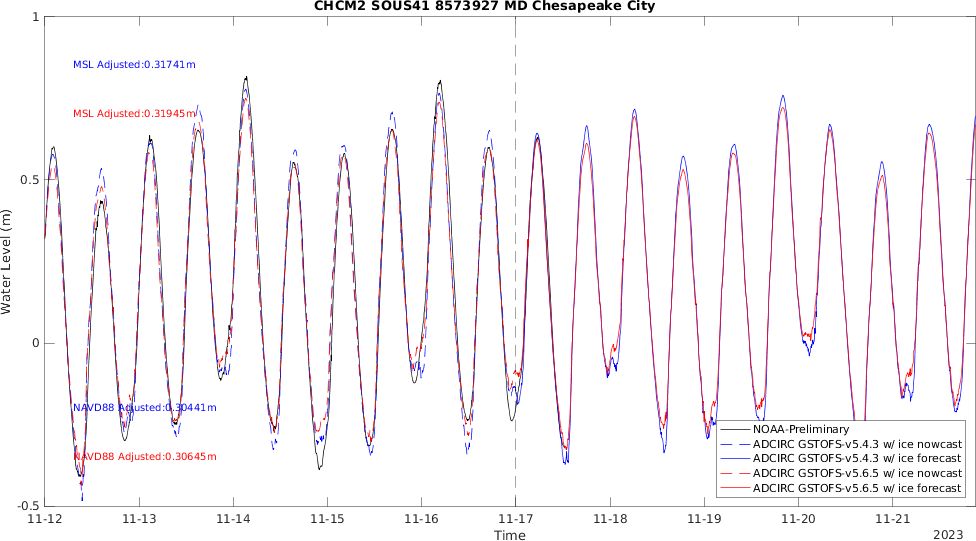 CHCM2 SOUS41 8573927 MD Chesapeake City
1
MSL Adjusted:0.31741m
MSL Adjusted:0.31945m
0.5
Water Level (m)
0
NAVD88 Adjusted:0.30441m
NAVD88 Adjusted:0.30645m
NOAA-Preliminary
ADCIRC GSTOFS-v5.4.3 w/ ice nowcast
ADCIRC GSTOFS-v5.4.3 w/ ice forecast
ADCIRC GSTOFS-v5.6.5 w/ ice nowcast
ADCIRC GSTOFS-v5.6.5 w/ ice forecast
-0.5
11-12 11-13 11-14 11-15 11-16 11-17 11-18 11-19 11-20 11-21
Time
2023